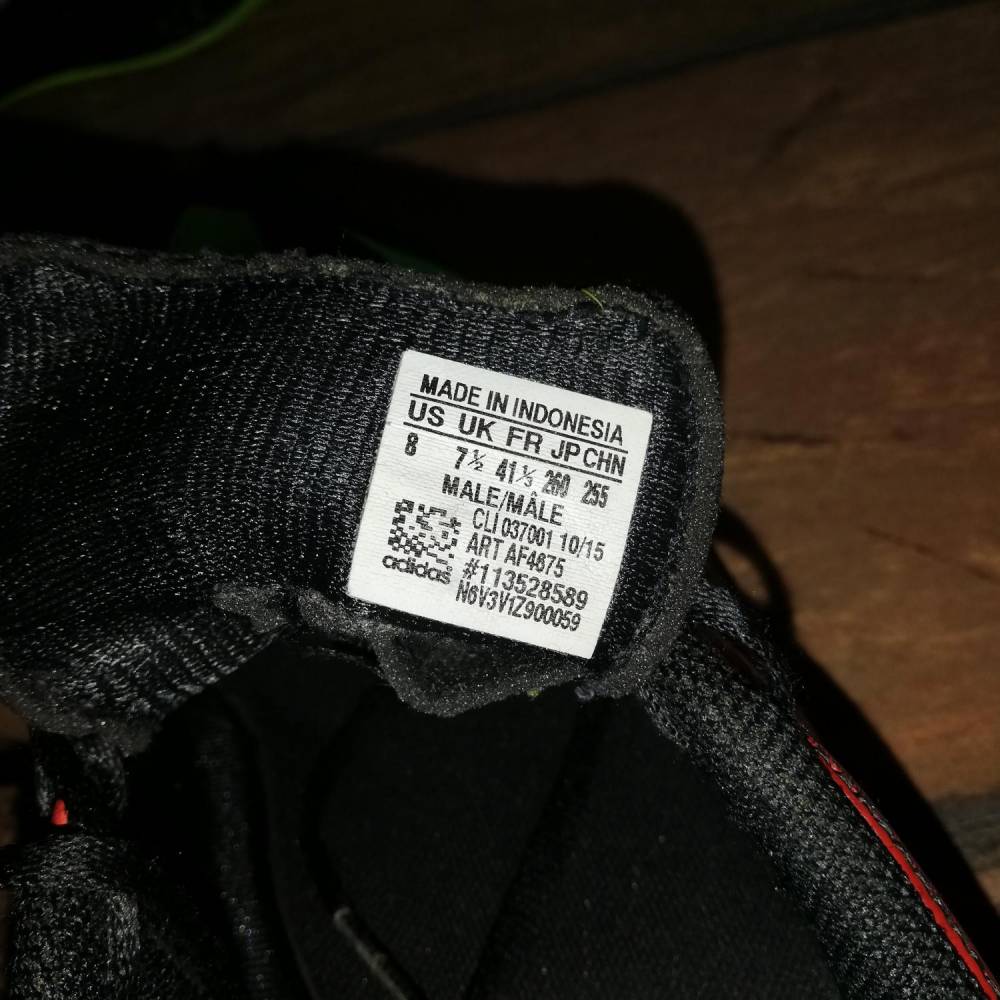 MADE IN INDONESIA
US UK FR JP CHN
8 7½ 41⅓ 260 255
MALE/MÂLE
CLI 037001 10/15
ART AF4675
#113528589
adidas
N6V3V1Z900059